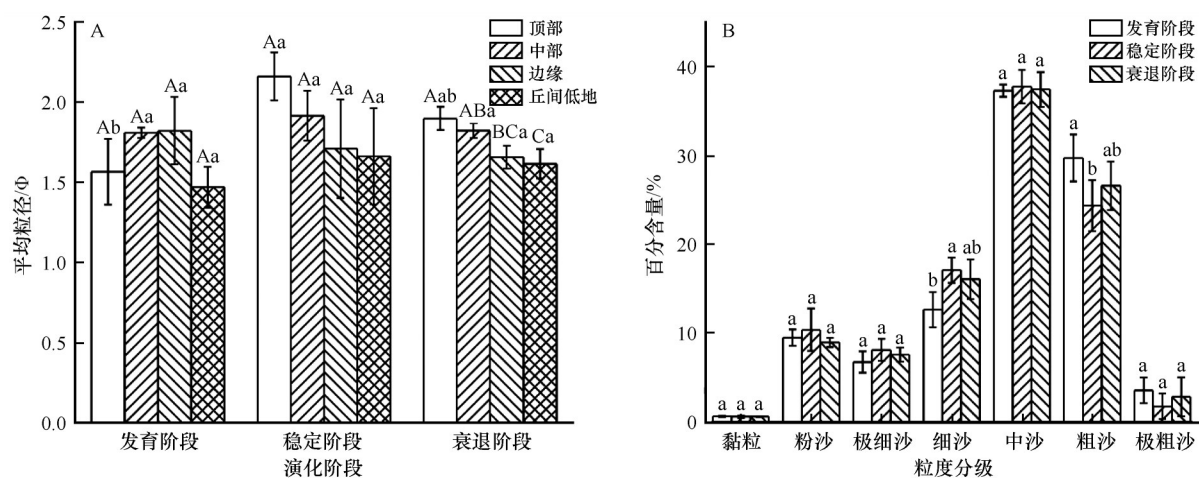 A
2.5
2.0
1.5
1.0
0.5
0.0
平均粒径/Φ
顶部
中部
边缘
丘间低地
Ab Aa Aa Aa
Aa Aa Aa Aa
Aab ABa BCa Ca
发育阶段 稳定阶段 衰退阶段
演化阶段
B
40
30
20
10
0
百分含量/%
发育阶段
稳定阶段
衰退阶段
a a a
a a a
a a a
b a ab
a a a
a b ab
a a a
黏粒 粉沙 极细沙 细沙 中沙 粗沙 极粗沙
粒度分级